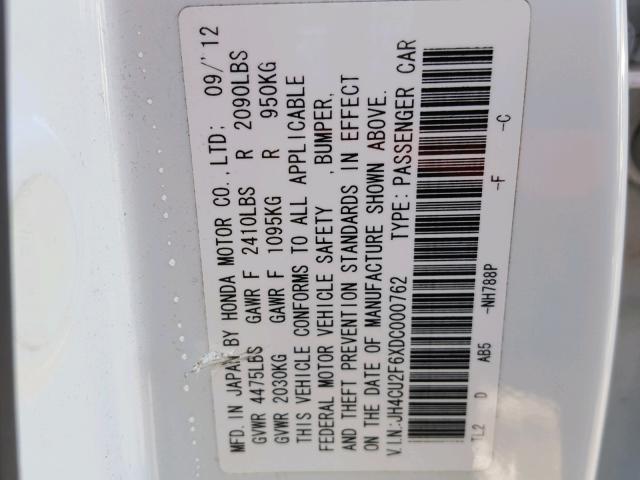 MFD.IN JAPAN BY HONDA MOTOR CO.,LTD; 09/'12
GVWR 4475LBS GAWR F 2410LBS R 2090LBS
GVWR 2030KG GAWR F 1095KG R 950KG
THIS VEHICLE CONFORMS TO ALL APPLICABLE
FEDERAL MOTOR VEHICLE SAFETY ,BUMPER,
AND THEFT PREVENTION STANDARDS IN EFFECT
ON THE DATE OF MANUFACTURE SHOWN ABOVE.
V.I.N:JH4CU2F6XDC000762 TYPE:PASSENGER CAR
TL2 D AB5 -NH788P -F -C